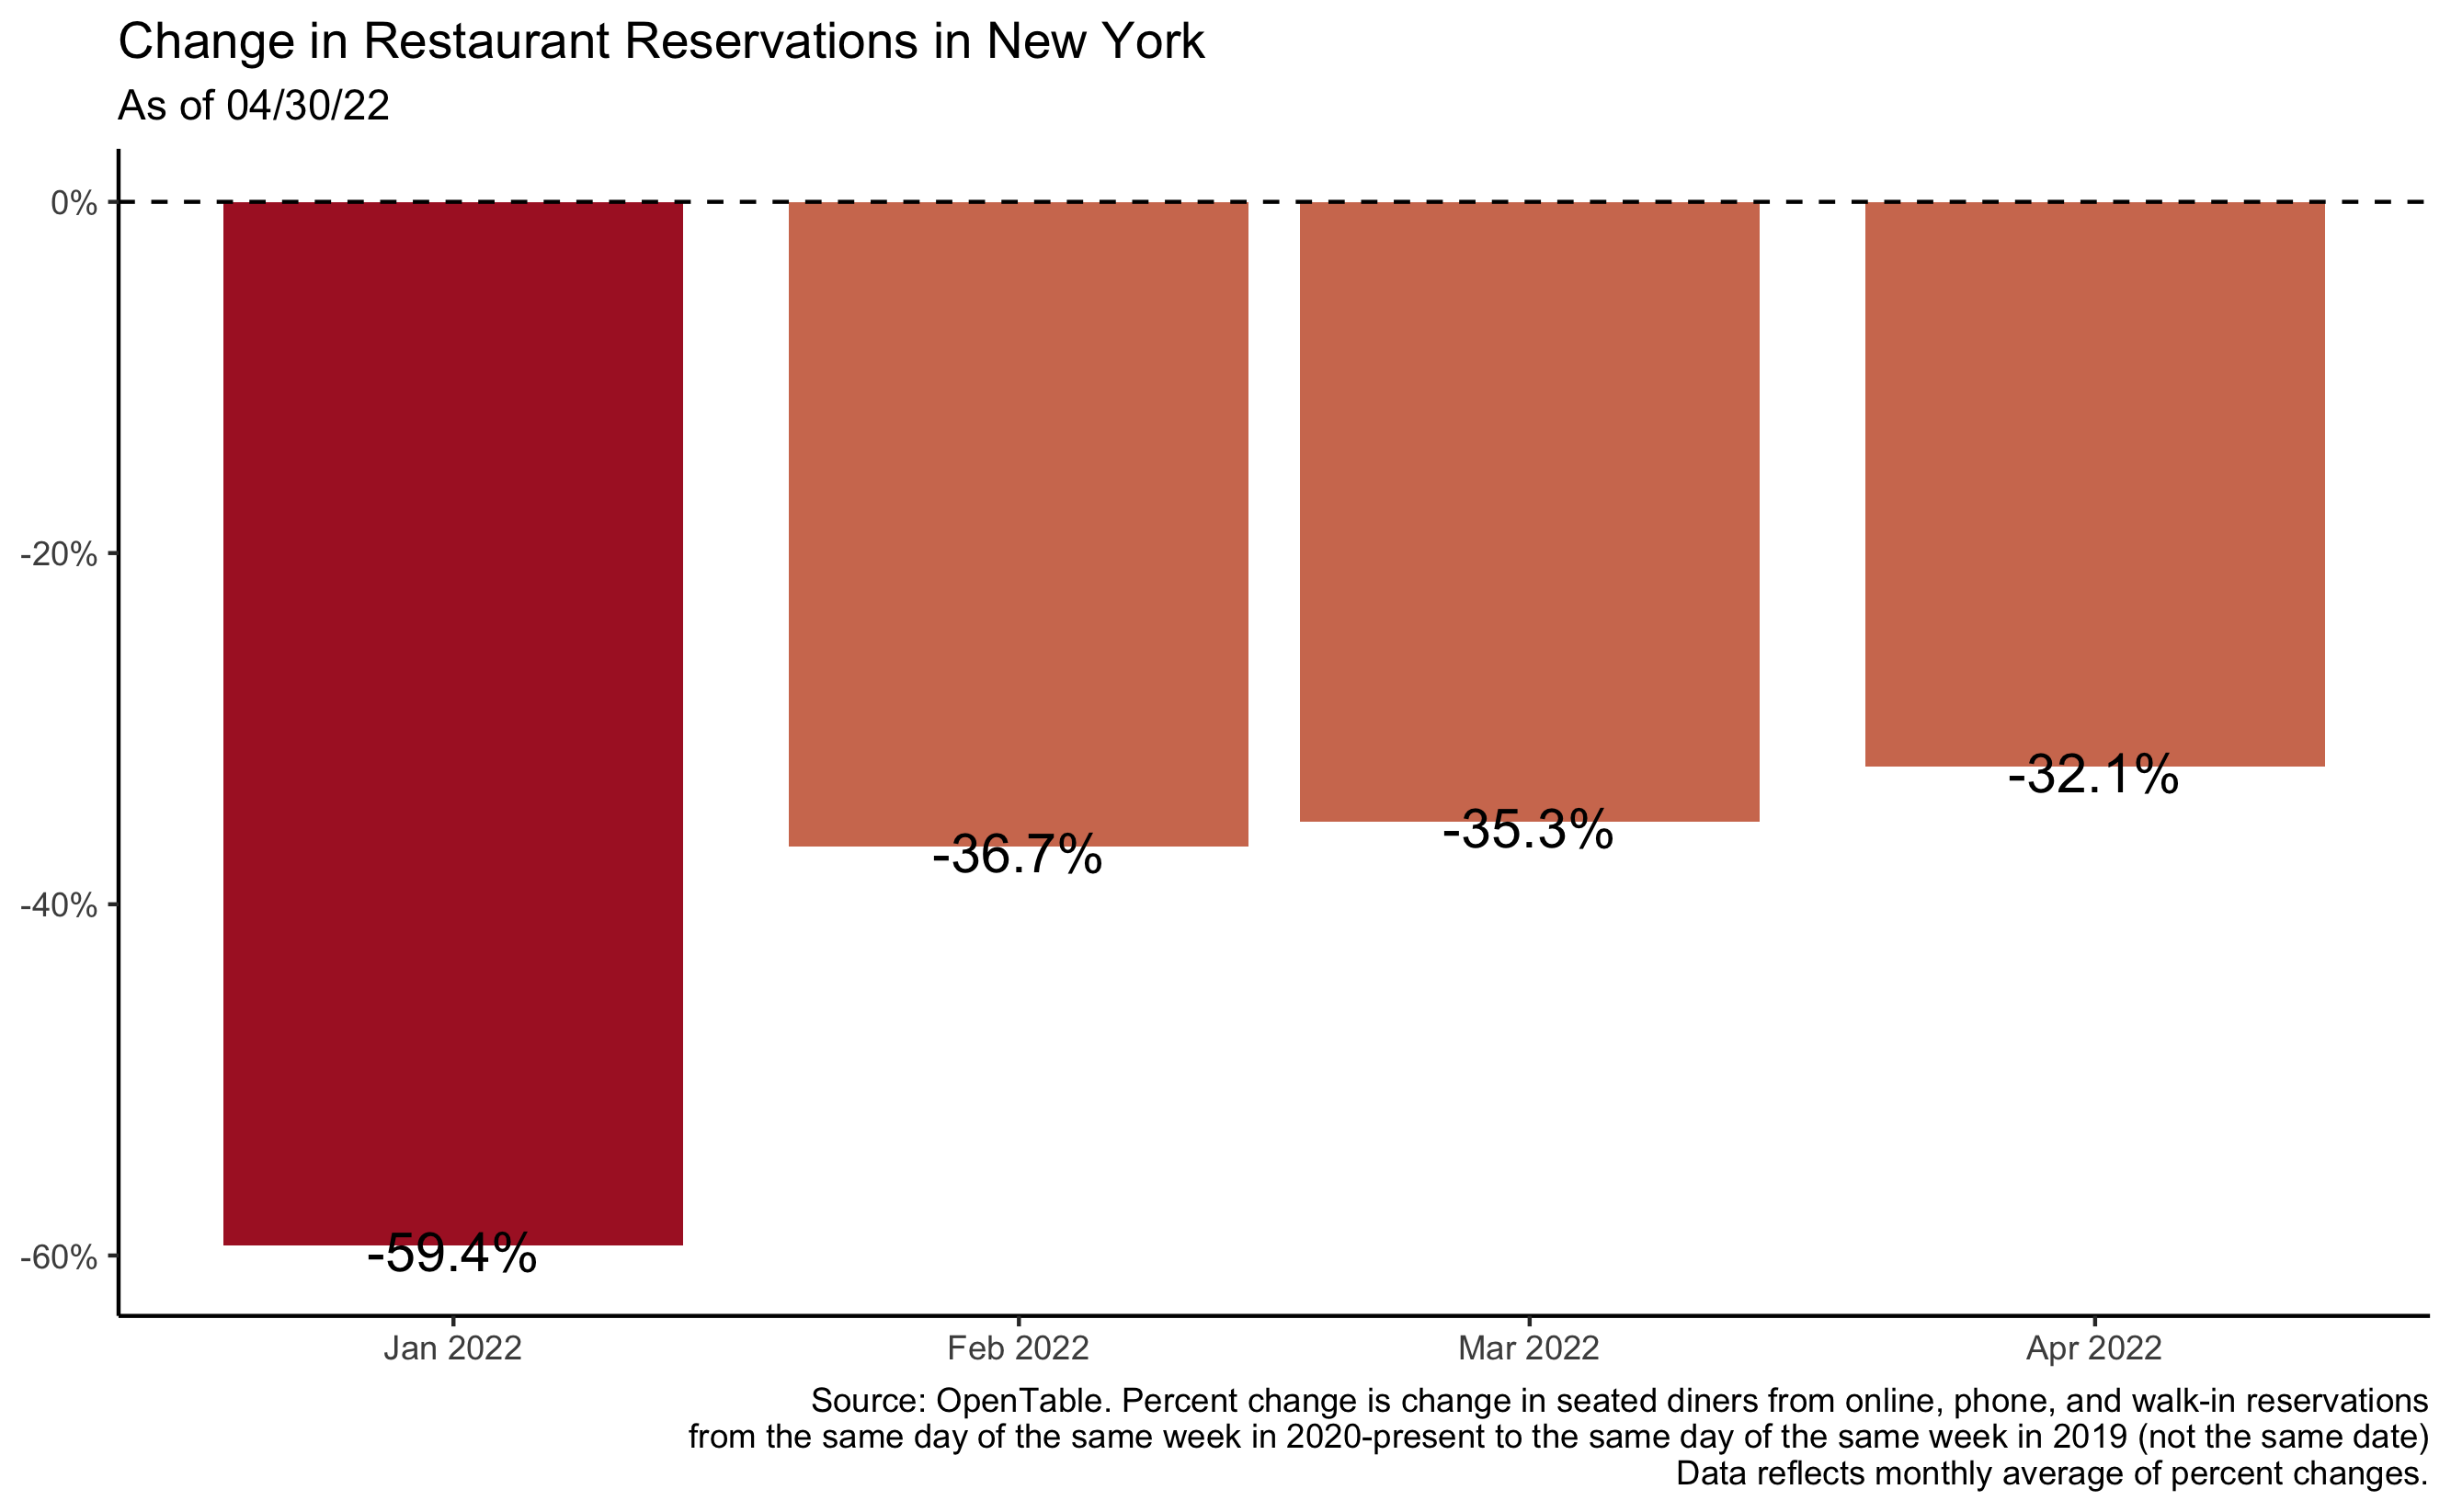 Change in Restaurant Reservations in New York
As of 04/30/22
0%
-20%
-40%
-60%
-59.4%
-36.7%
-35.3%
-32.1%
Jan 2022
Feb 2022
Mar 2022
Apr 2022
Source: OpenTable. Percent change is change in seated diners from online, phone, and walk-in reservations
from the same day of the same week in 2020-present to the same day of the same week in 2019 (not the same date)
Data reflects monthly average of percent changes.